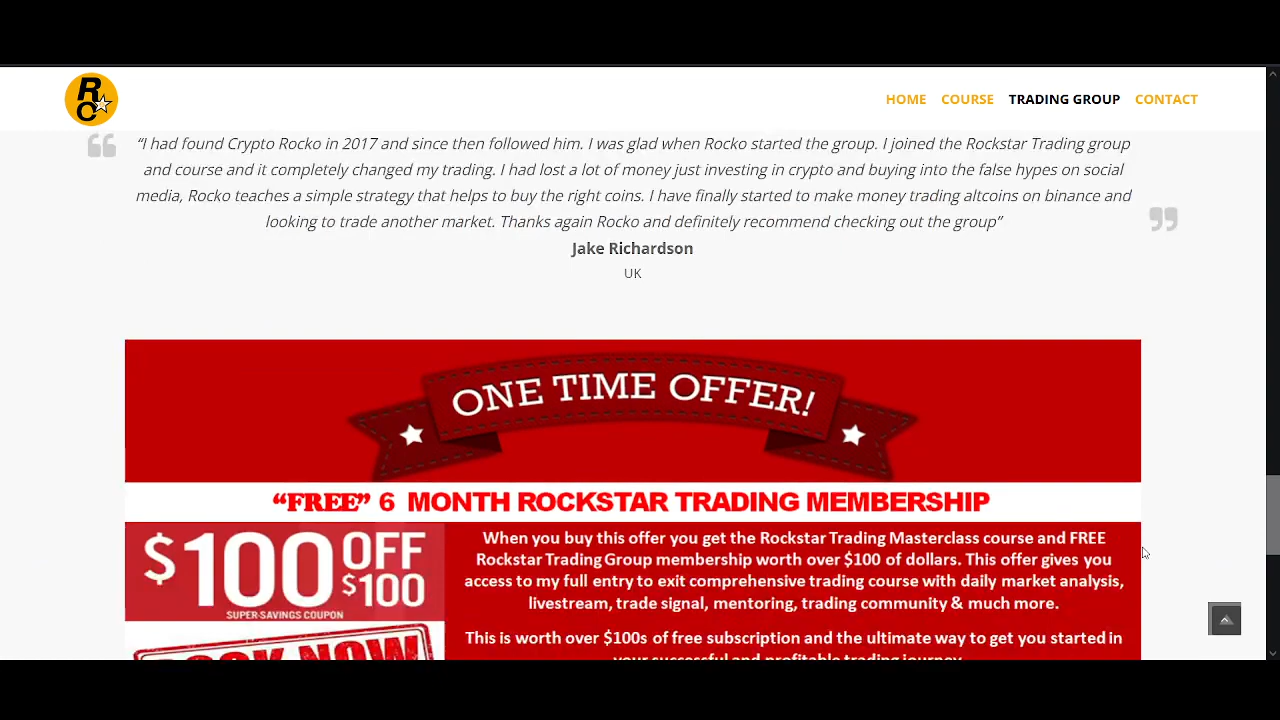 R
C
HOME COURSE TRADING GROUP CONTACT
“I had found Crypto Rocko in 2017 and since then followed him. I was glad when Rocko started the group. I joined the Rockstar Trading group
and course and it completely changed my trading. I had lost a lot of money just investing in crypto and buying into the false hypes on social
media, Rocko teaches a simple strategy that helps to buy the right coins. I have finally started to make money trading altcoins on binance and
looking to trade another market. Thanks again Rocko and definitely recommend checking out the group”
Jake Richardson
UK
ONE TIME OFFER!
“FREE” 6 MONTH ROCKSTAR TRADING MEMBERSHIP
$100 OFF $100
SUPER-SAVINGS COUPON
BOOK NOW
When you buy this offer you get the Rockstar Trading Masterclass course and FREE
Rockstar Trading Group membership worth over $100 of dollars. This offer gives you
access to my full entry to exit comprehensive trading course with daily market analysis,
livestream, trade signal, mentoring, trading community & much more.
This is worth over $100s of free subscription and the ultimate way to get you started in
your successful and profitable trading journey